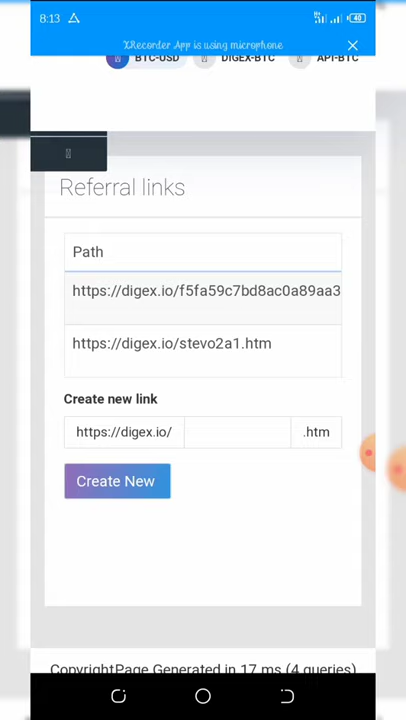 8:13
40
XRecorder App is using microphone
BTC-USD DIGEX-BTC API-BTC
Referral links
Path
https://digex.io/f5fa59c7bd8ac0a89aa3
https://digex.io/stevo2a1.htm
Create new link
https://digex.io/ .htm
Create New
CopyrightPage Generated in 17 ms (4 queries)